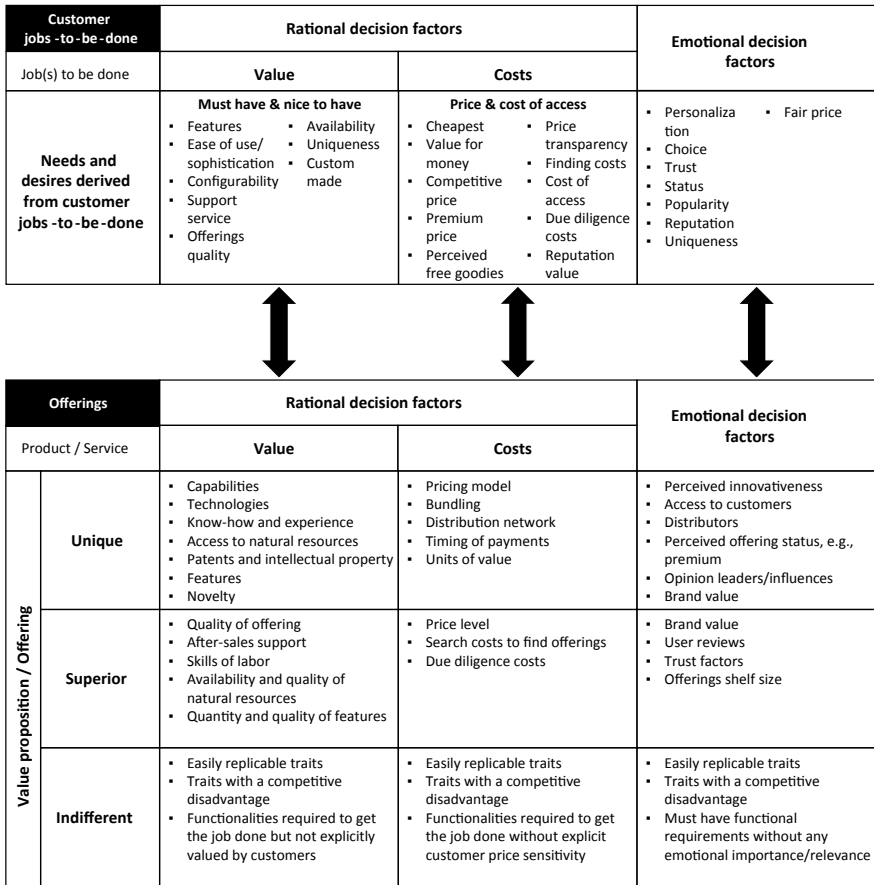 Customer
jobs -to-be-done
Rational decision factors
Emotional decision
factors
Job(s) to be done
Value
Costs
Needs and
desires derived
from customer
jobs -to-be-done
Must have & nice to have
▪ Features
▪ Ease of use/
sophistication
▪ Configurability
▪ Support
service
▪ Offerings
quality
▪ Availability
▪ Uniqueness
▪ Custom
made
Price & cost of access
▪ Cheapest
▪ Value for
money
▪ Competitive
price
▪ Premium
price
▪ Perceived
free goodies
▪ Price
transparency
▪ Finding costs
▪ Cost of
access
▪ Due diligence
costs
▪ Reputation
value
▪ Personaliza
tion
▪ Choice
▪ Trust
▪ Status
▪ Popularity
▪ Reputation
▪ Uniqueness
▪ Fair price
Offerings
Rational decision factors
Emotional decision
factors
Product / Service
Value
Costs
Value proposition / Offering
Unique
▪ Capabilities
▪ Technologies
▪ Know-how and experience
▪ Access to natural resources
▪ Patents and intellectual property
▪ Features
▪ Novelty
▪ Pricing model
▪ Bundling
▪ Distribution network
▪ Timing of payments
▪ Units of value
▪ Perceived innovativeness
▪ Access to customers
▪ Distributors
▪ Perceived offering status, e.g.,
premium
▪ Opinion leaders/influences
▪ Brand value
Superior
▪ Quality of offering
▪ After-sales support
▪ Skills of labor
▪ Availability and quality of
natural resources
▪ Quantity and quality of features
▪ Price level
▪ Search costs to find offerings
▪ Due diligence costs
▪ Brand value
▪ User reviews
▪ Trust factors
▪ Offerings shelf size
Indifferent
▪ Easily replicable traits
▪ Traits with a competitive
disadvantage
▪ Functionalities required to get
the job done but not explicitly
valued by customers
▪ Easily replicable traits
▪ Traits with a competitive
disadvantage
▪ Functionalities required to get
the job done without explicit
customer price sensitivity
▪ Easily replicable traits
▪ Traits with a competitive
disadvantage
▪ Must have functional
requirements without any
emotional importance/relevance